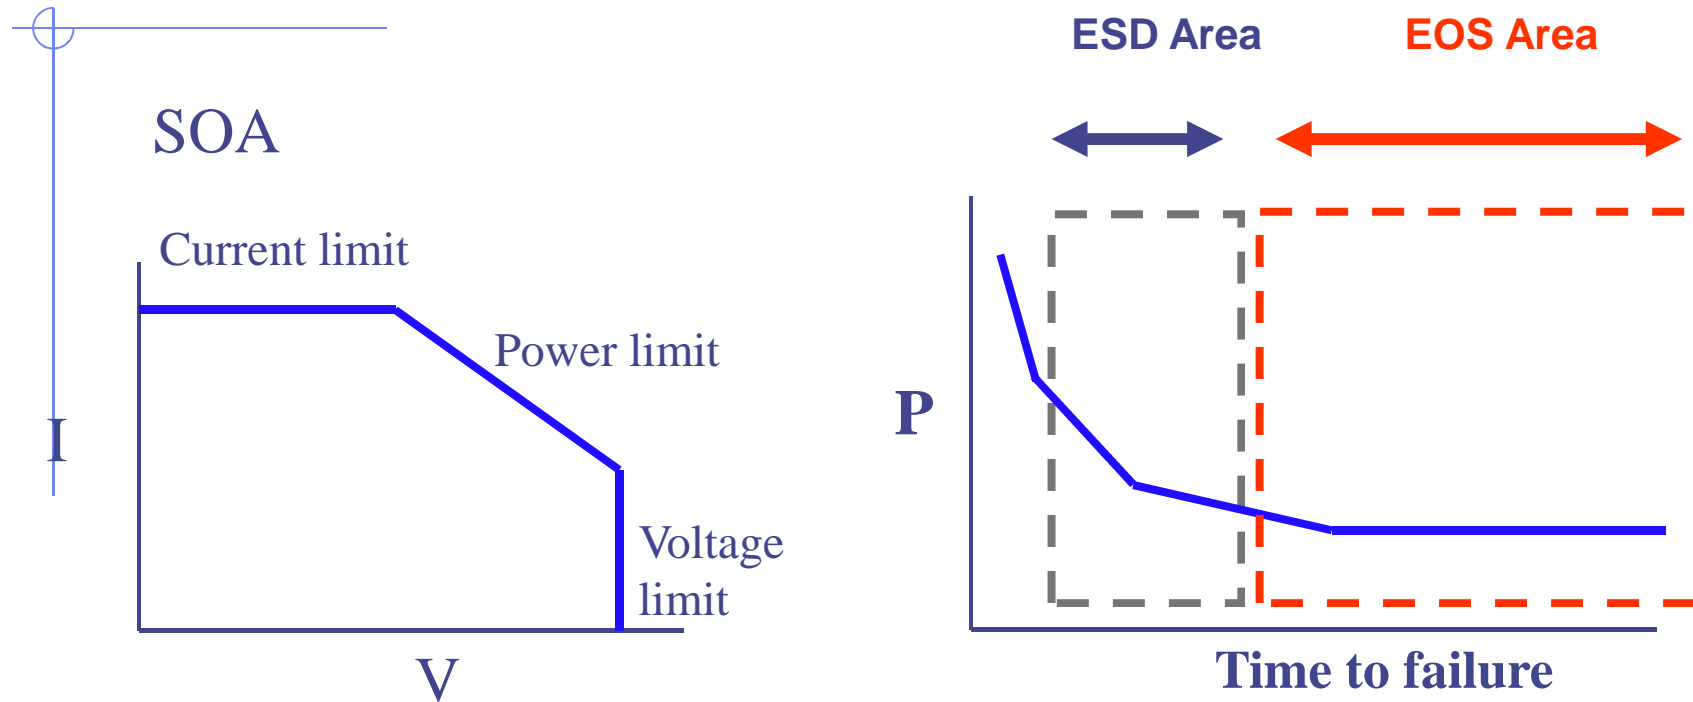 SOA
Current limit
Power limit
I
Voltage
limit
V
ESD Area
EOS Area
P
Time to failure